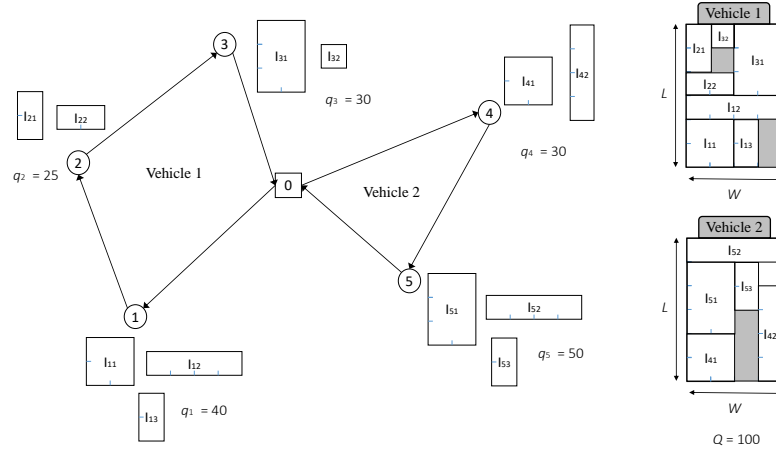 3
I31
I32
q3 = 30
I41
I42
4
q4 = 30
I21
I22
2
q2 = 25
Vehicle 1
0
Vehicle 2
1
I11
I12
I13
q1 = 40
5
I51
I52
I53
q5 = 50
Vehicle 1
I21
I32
I31
I22
I12
I11
I13
L
W
Vehicle 2
I52
I51
I53
I42
I41
L
W
Q = 100